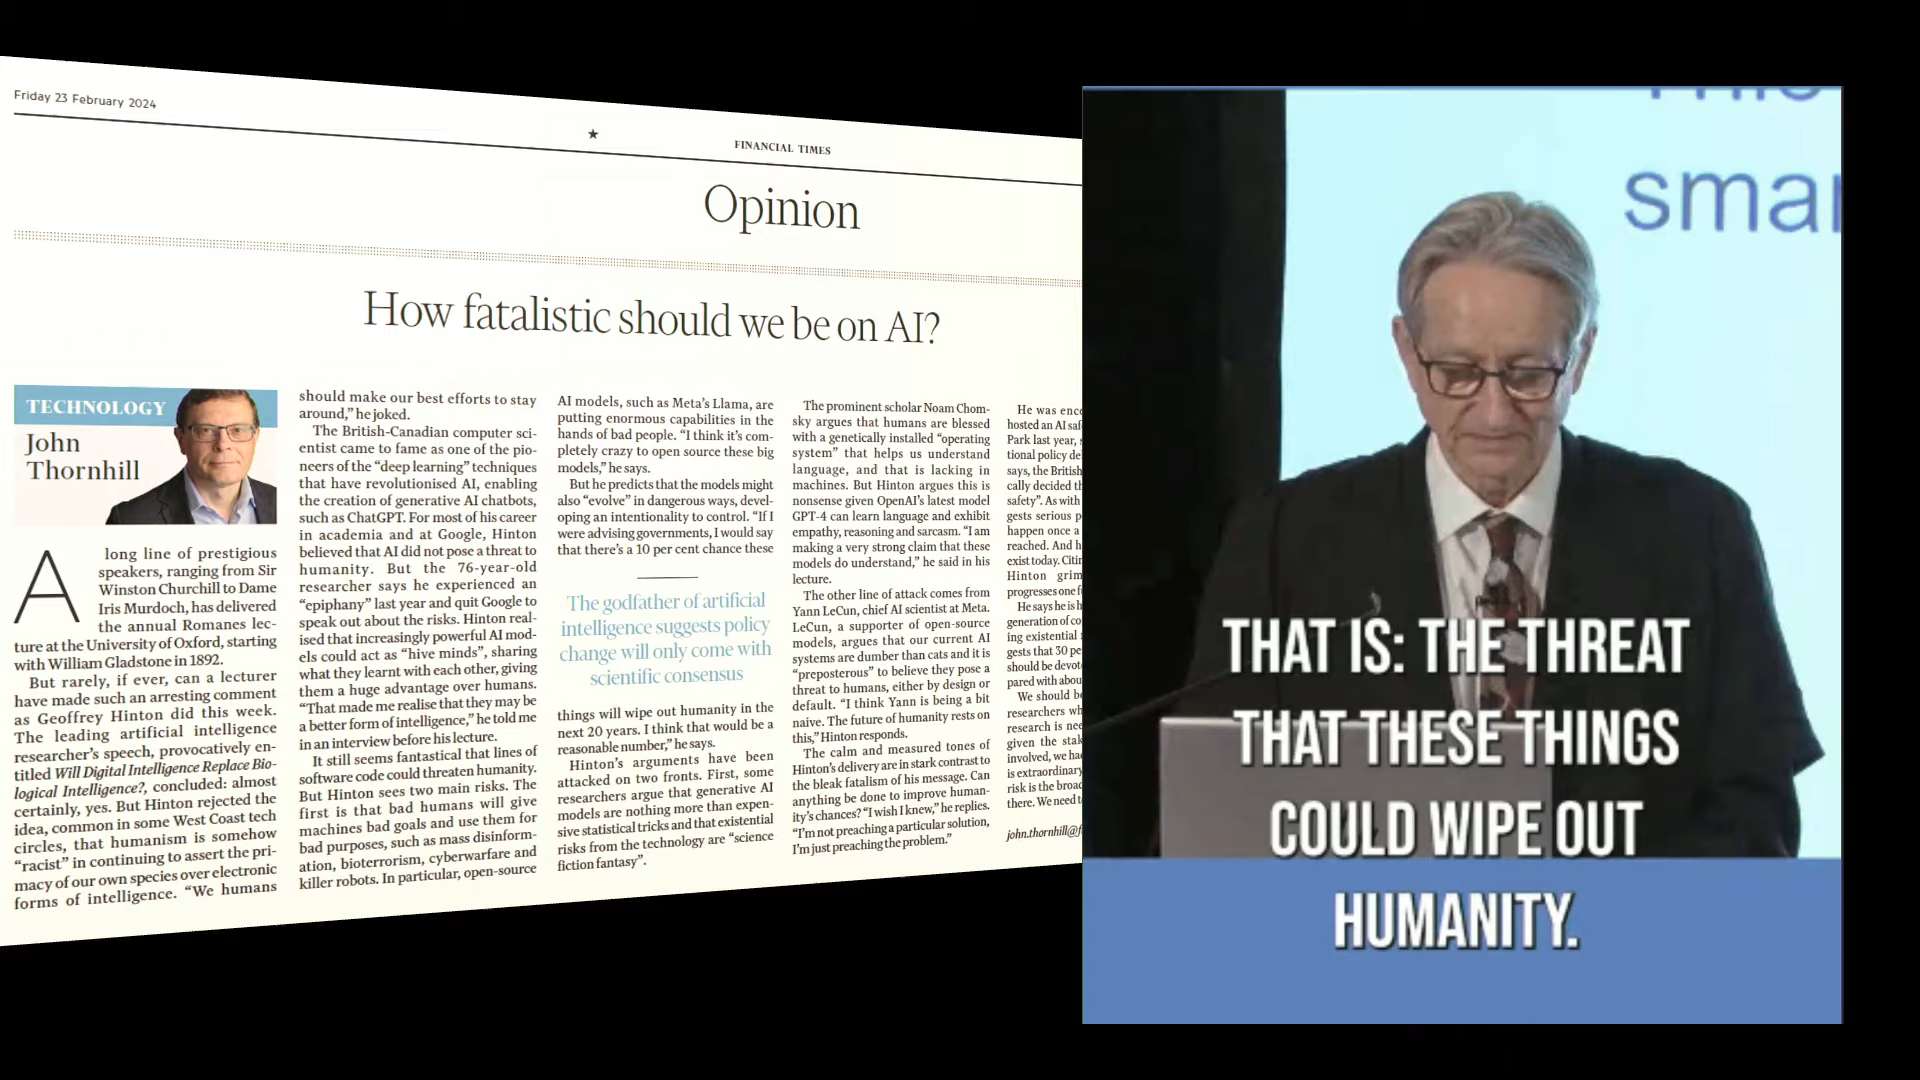 Friday 23 February 2024
★
FINANCIAL TIMES
Opinion
How fatalistic should we be on AI?
TECHNOLOGY
John
Thornhill
A long line of prestigious
speakers, ranging from Sir
Winston Churchill to Dame
Iris Murdoch, has delivered
the annual Romanes lec-
ture at the University of Oxford, starting
with William Gladstone in 1892.
But rarely, if ever, can a lecturer
have made such an arresting comment
as Geoffrey Hinton did this week.
The leading artificial intelligence
researcher's speech, provocatively en-
titled Will Digital Intelligence Replace Bio-
logical Intelligence?, concluded: almost
certainly, yes. But Hinton rejected the
idea, common in some West Coast tech
circles, that humanism is somehow
“racist” in continuing to assert the pri-
macy of our own species over electronic
forms of intelligence. “We humans
should make our best efforts to stay
around,” he joked.
The British-Canadian computer sci-
entist came to fame as one of the pio-
neers of the “deep learning” techniques
that have revolutionised AI, enabling
the creation of generative AI chatbots,
such as ChatGPT. For most of his career
in academia and at Google, Hinton
believed that AI did not pose a threat to
humanity. But the 76-year-old
researcher says he experienced an
“epiphany” last year and quit Google to
speak out about the risks. Hinton real-
ised that increasingly powerful AI mod-
els could act as “hive minds”, sharing
what they learnt with each other, giving
them a huge advantage over humans.
“That made me realise that they may be
a better form of intelligence,” he told me
in an interview before his lecture.
It still seems fantastical that lines of
software code could threaten humanity.
But Hinton sees two main risks. The
first is that bad humans will give
machines bad goals and use them for
bad purposes, such as mass disinform-
ation, bioterrorism, cyberwarfare and
killer robots. In particular, open-source
AI models, such as Meta's Llama, are
putting enormous capabilities in the
hands of bad people. “I think it's com-
pletely crazy to open source these big
models,” he says.
But he predicts that the models might
also “evolve” in dangerous ways, devel-
oping an intentionality to control. “If I
were advising governments, I would say
that there's a 10 per cent chance these
The godfather of artificial
intelligence suggests policy
change will only come with
scientific consensus
things will wipe out humanity in the
next 20 years. I think that would be a
reasonable number,” he says.
Hinton's arguments have been
attacked on two fronts. First, some
researchers argue that generative AI
models are nothing more than expen-
sive statistical tricks and that existential
risks from the technology are “science
fiction fantasy”.
The prominent scholar Noam Chom-
sky argues that humans are blessed
with a genetically installed “operating
system” that helps us understand
language, and that is lacking in
machines. But Hinton argues this is
nonsense given OpenAI's latest model
GPT-4 can learn language and exhibit
empathy, reasoning and sarcasm. “I am
making a very strong claim that these
models do understand,” he said in his
lecture.
The other line of attack comes from
Yann LeCun, chief AI scientist at Meta.
LeCun, a supporter of open-source
models, argues that our current AI
systems are dumber than cats and it is
“preposterous” to believe they pose a
threat to humans, either by design or
default. “I think Yann is being a bit
naive. The future of humanity rests on
this,” Hinton responds.
The calm and measured tones of
Hinton's delivery are in stark contrast to
the bleak fatalism of his message. Can
anything be done to improve human-
ity's chances? “I wish I knew,” he replies.
“I'm not preaching a particular solution,
I'm just preaching the problem.”
He was enc
hosted an AI saf
Park last year, s
tional policy de
says, the British
cally decided th
safety”. As with
gests serious p
happen once a
reached. And h
exist today. Citin
Hinton grim
progresses one f
He says he is h
generation of co
ing existential
gests that 30 pe
should be devot
pared with abou
We should be
researchers wh
research is nee
given the stak
involved, we had
is extraordinary
risk is the broad
there. We need t
john.thornhill@f
smar
THAT IS: THE THREAT
THAT THESE THINGS
COULD WIPE OUT
HUMANITY.